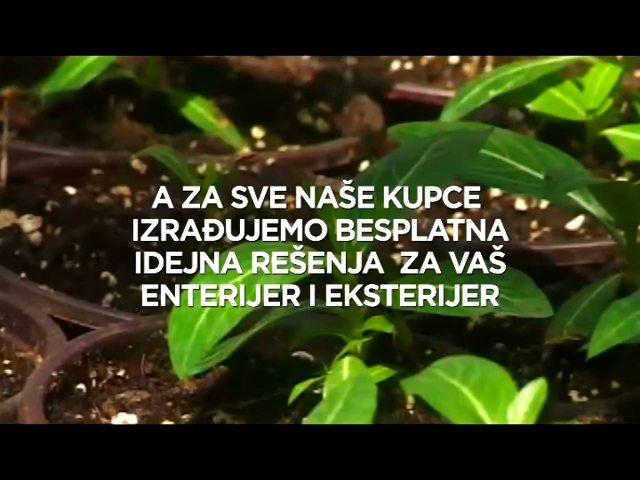 A ZA SVE NAŠE KUPCE
IZRAĐUJEMO BESPLATNA
IDEJNA REŠENJA ZA VAŠ
ENTERIJER I EKSTERIJER